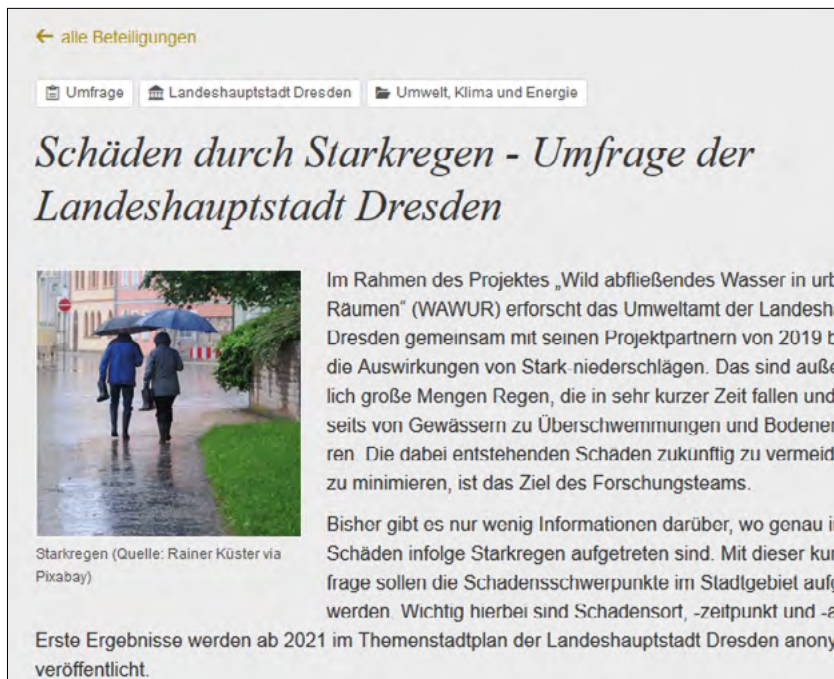 ← alle Beteiligungen
Umfrage Landeshauptstadt Dresden Umwelt, Klima und Energie
Schäden durch Starkregen - Umfrage der
Landeshauptstadt Dresden
Im Rahmen des Projektes „Wild abfließendes Wasser in urb
Räumen“ (WAWUR) erforscht das Umweltamt der Landesha
Dresden gemeinsam mit seinen Projektpartnern von 2019 b
die Auswirkungen von Stark-niederschlägen. Das sind auße
lich große Mengen Regen, die in sehr kurzer Zeit fallen und
seits von Gewässern zu Überschwemmungen und Bodener
ren. Die dabei entstehenden Schäden zukünftig zu vermeid
zu minimieren, ist das Ziel des Forschungsteams.
Starkregen (Quelle: Rainer Küster via
Pixabay)
Bisher gibt es nur wenig Informationen darüber, wo genau i
Schäden infolge Starkregen aufgetreten sind. Mit dieser kur
frage sollen die Schadensschwerpunkte im Stadtgebiet aufg
werden. Wichtig hierbei sind Schadensort, -zeitpunkt und -a
Erste Ergebnisse werden ab 2021 im Themenstadtplan der Landeshauptstadt Dresden anony
veröffentlicht.